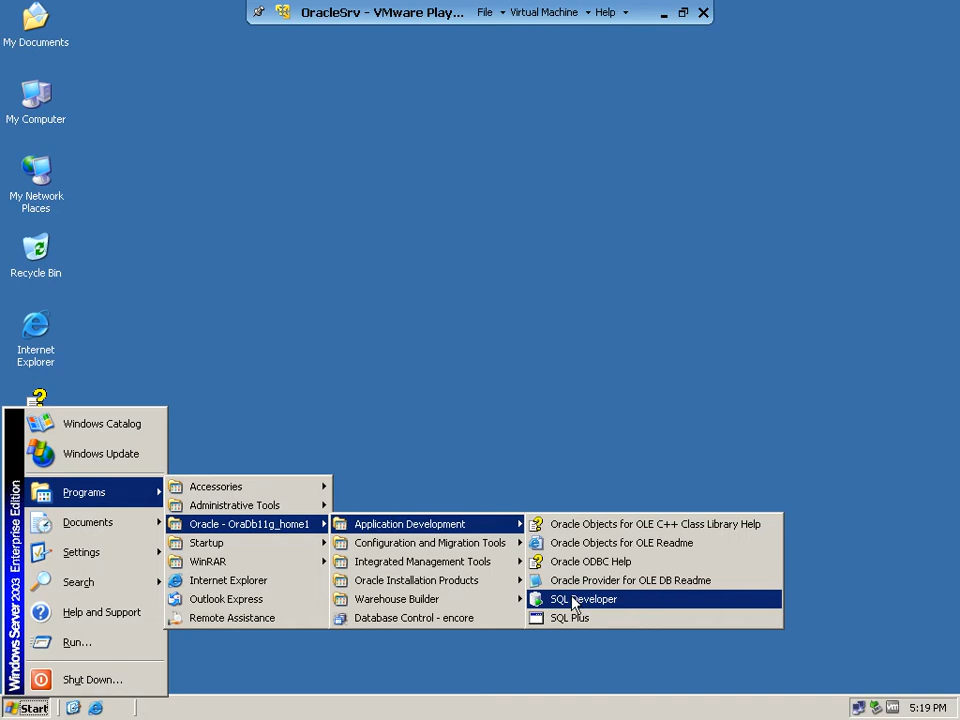 OracleSrv - VMware Play... File Virtual Machine Help
My Documents
My Computer
My Network
Places
Recycle Bin
Internet
Explorer
Windows Server 2003 Enterprise Edition
Windows Catalog
Windows Update
Programs
Documents
Settings
Search
Help and Support
Run...
Shut Down...
Accessories
Administrative Tools
Oracle - OraDb11g_home1
Startup
WinRAR
Internet Explorer
Outlook Express
Remote Assistance
Application Development
Configuration and Migration Tools
Integrated Management Tools
Oracle Installation Products
Warehouse Builder
Database Control - encore
Oracle Objects for OLE C++ Class Library Help
Oracle Objects for OLE Readme
Oracle ODBC Help
Oracle Provider for OLE DB Readme
SQL Developer
SQL Plus
Start
5:19 PM